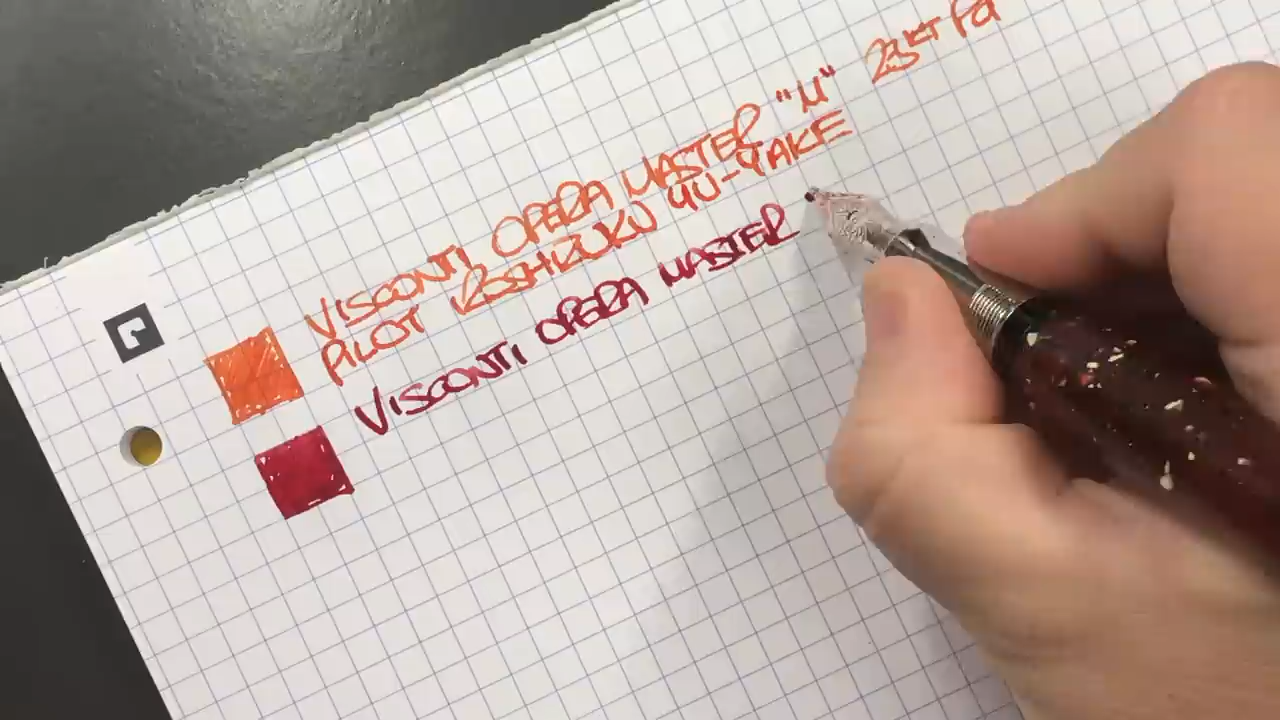 VISCONTI OPERA MASTER "M" 23KT Pd
PILOT IROSHIZUKU YU-YAKE
VISCONTI OPERA MASTER